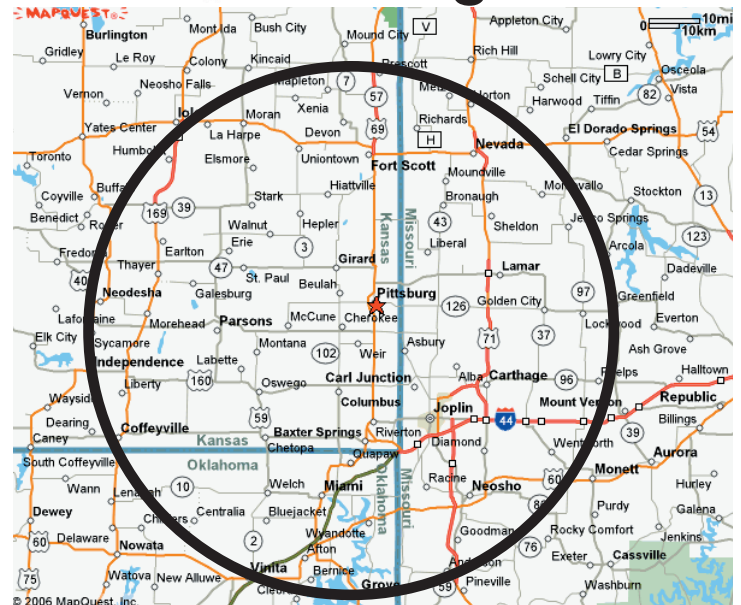 MAPQUEST
Burlington
Mont Ida
Bush City
Mound City
V
Appleton City
0 10mi
10km
Gridley
Le Roy
Colony
Kincaid
Prescott
Rich Hill
Lowry City
Osceola
Vernon
Neosho Falls
Mapleton
7
57
Horton
Schell City
B
Vista
Xenia
Harwood
Tiffin
82
Yates Center
Moran
La Harpe
Devon
69
Richards
H
El Dorado Springs
54
Toronto
Humbo
Elsmore
Uniontown
Fort Scott
Nevada
Cedar Springs
Moundville
Coyville
Buffa
Stark
Hiattville
Bronaugh
Stockton
13
Benedict
169
39
Walnut
Hepler
43
Sheldon
Erie
3
Kansas
Missouri
Liberal
123
Fredon
Earlton
Arcola
Thayer
47
St. Paul
Girard
Lamar
Dadeville
40
Neodesha
Galesburg
Beulah
Pittsburg
126
Golden City
97
Greenfield
Lafontaine
Morehead
Parsons
McCune
Cherokee
37
Lockwood
Everton
Elk City
Sycamore
Montana
71
Ash Grove
Independence
Labette
102
Weir
Asbury
Liberty
160
Oswego
Carl Junction
Alba
Carthage
96
Phelps
Halltown
Wayside
59
Columbus
Joplin
Mount Vernon
Republic
Dearing
Coffeyville
Baxter Springs
Riverton
44
39
Billings
Caney
Kansas
Chetopa
Diamond
Wentworth
South Coffeyville
Oklahoma
Quapaw
Aurora
Wann
10
Welch
Miami
Oklahoma
Missouri
Racine
Neosho
60
Monett
Hurley
Dewey
Lenapah
Centralia
Bluejacket
Purdy
Galena
60
Delaware
Nowata
2
Wyandotte
Afton
Goodman
Rocky Comfort
76
Jenkins
Exeter
Cassville
75
Watova
New Alluwe
Vinita
Bernice
Grove
59
Pineville
Washburn
© 2006 MapQuest, Inc.